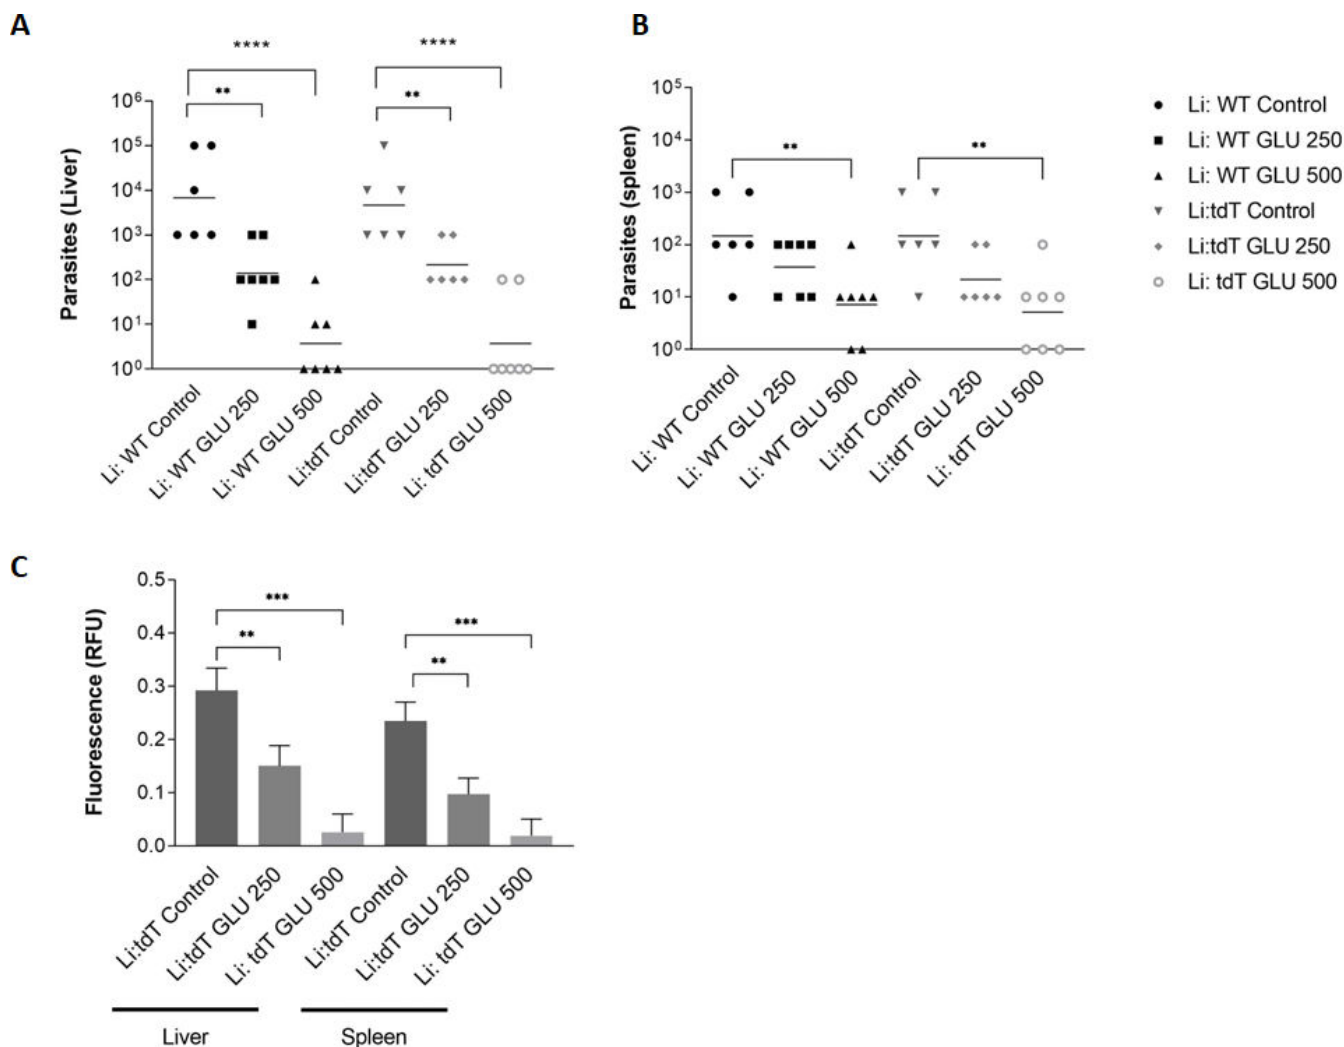 A
B
****
****
**
**
Parasites (Liver)
10⁶
10⁵
10⁴
10³
10²
10¹
10⁰
Li: WT Control
Li: WT GLU 250
Li: WT GLU 500
Li:tdT Control
Li:tdT GLU 250
Li: tdT GLU 500
Parasites (spleen)
10⁵
10⁴
10³
10²
10¹
10⁰
**
**
Li: WT Control
Li: WT GLU 250
Li: WT GLU 500
Li:tdT Control
Li:tdT GLU 250
Li: tdT GLU 500
Li: WT Control
Li: WT GLU 250
Li: WT GLU 500
Li:tdT Control
Li:tdT GLU 250
Li: tdT GLU 500
C
Fluorescence (RFU)
0.5
0.4
0.3
0.2
0.1
0.0
***
**
***
**
Li:tdT Control
Li:tdT GLU 250
Li: tdT GLU 500
Li:tdT Control
Li:tdT GLU 250
Li: tdT GLU 500
Liver
Spleen